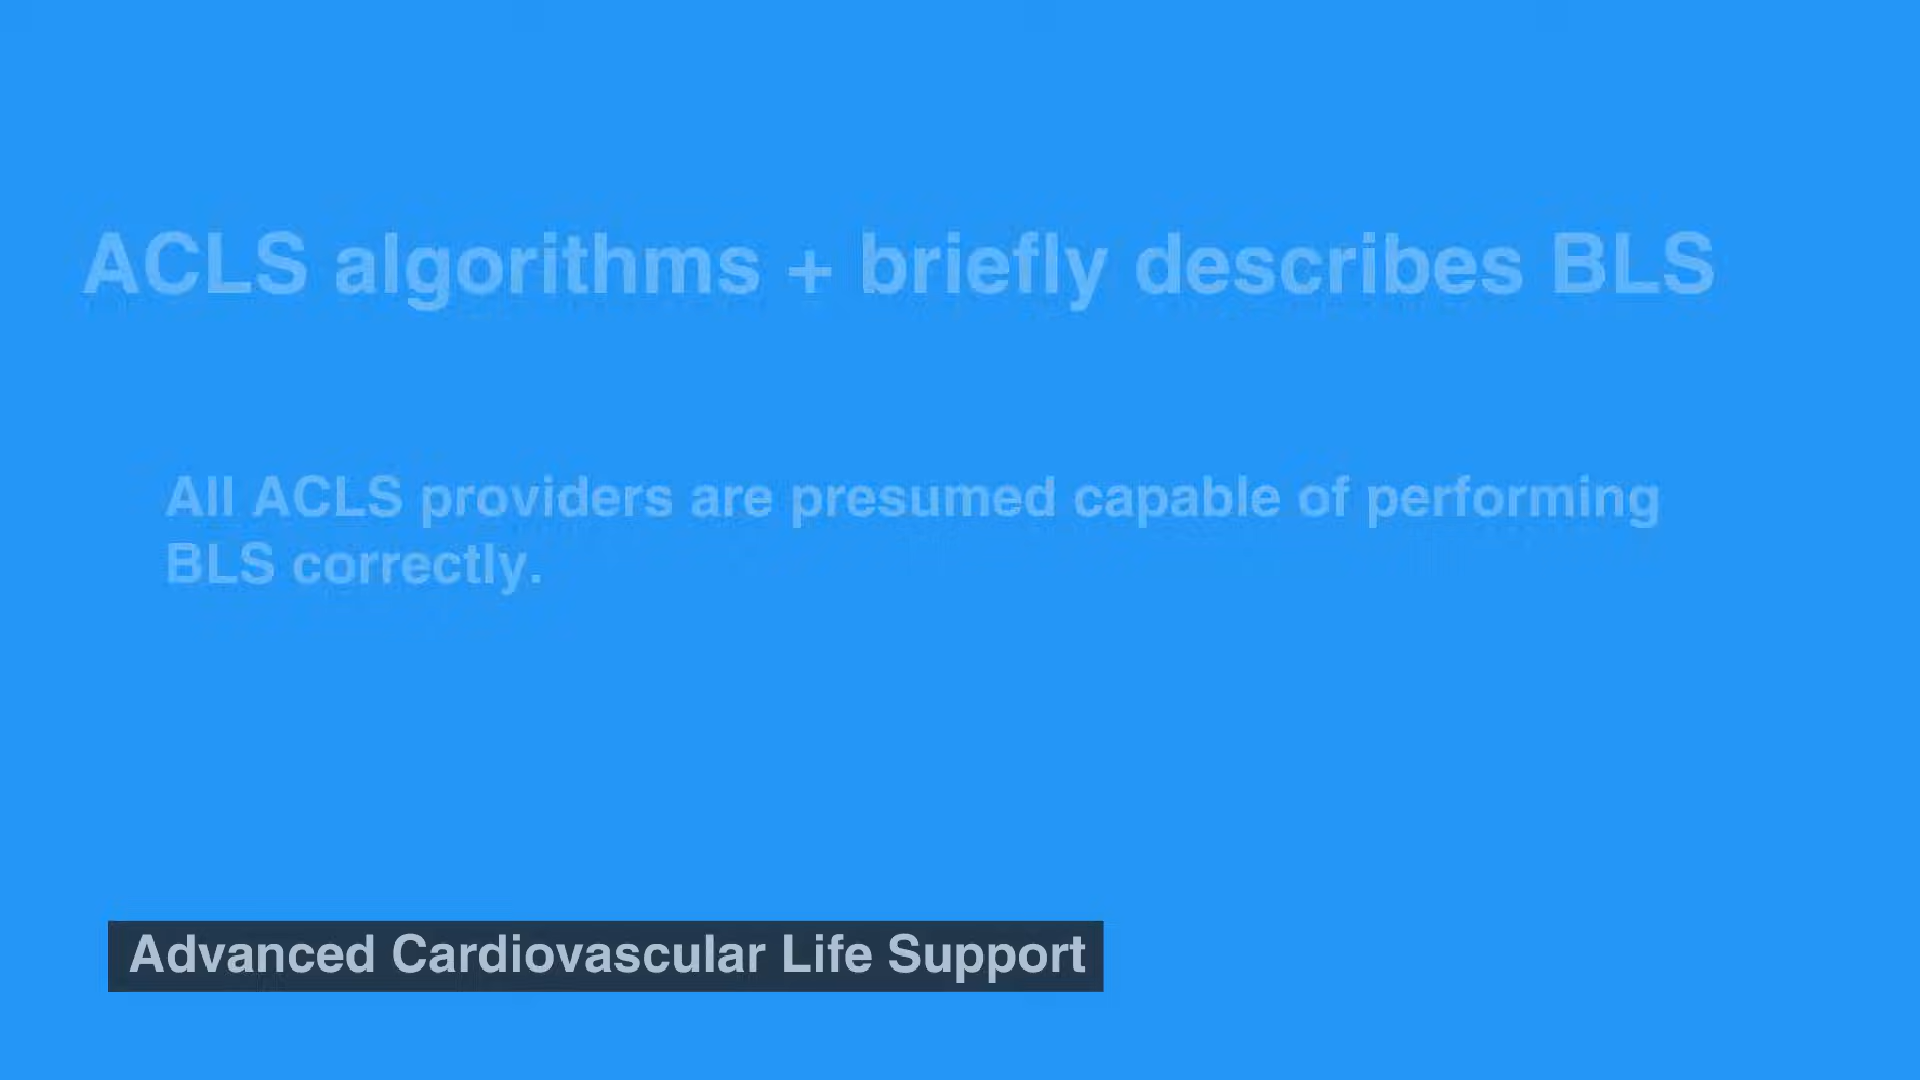 ACLS algorithms + briefly describes BLS
All ACLS providers are presumed capable of performing
BLS correctly.
Advanced Cardiovascular Life Support